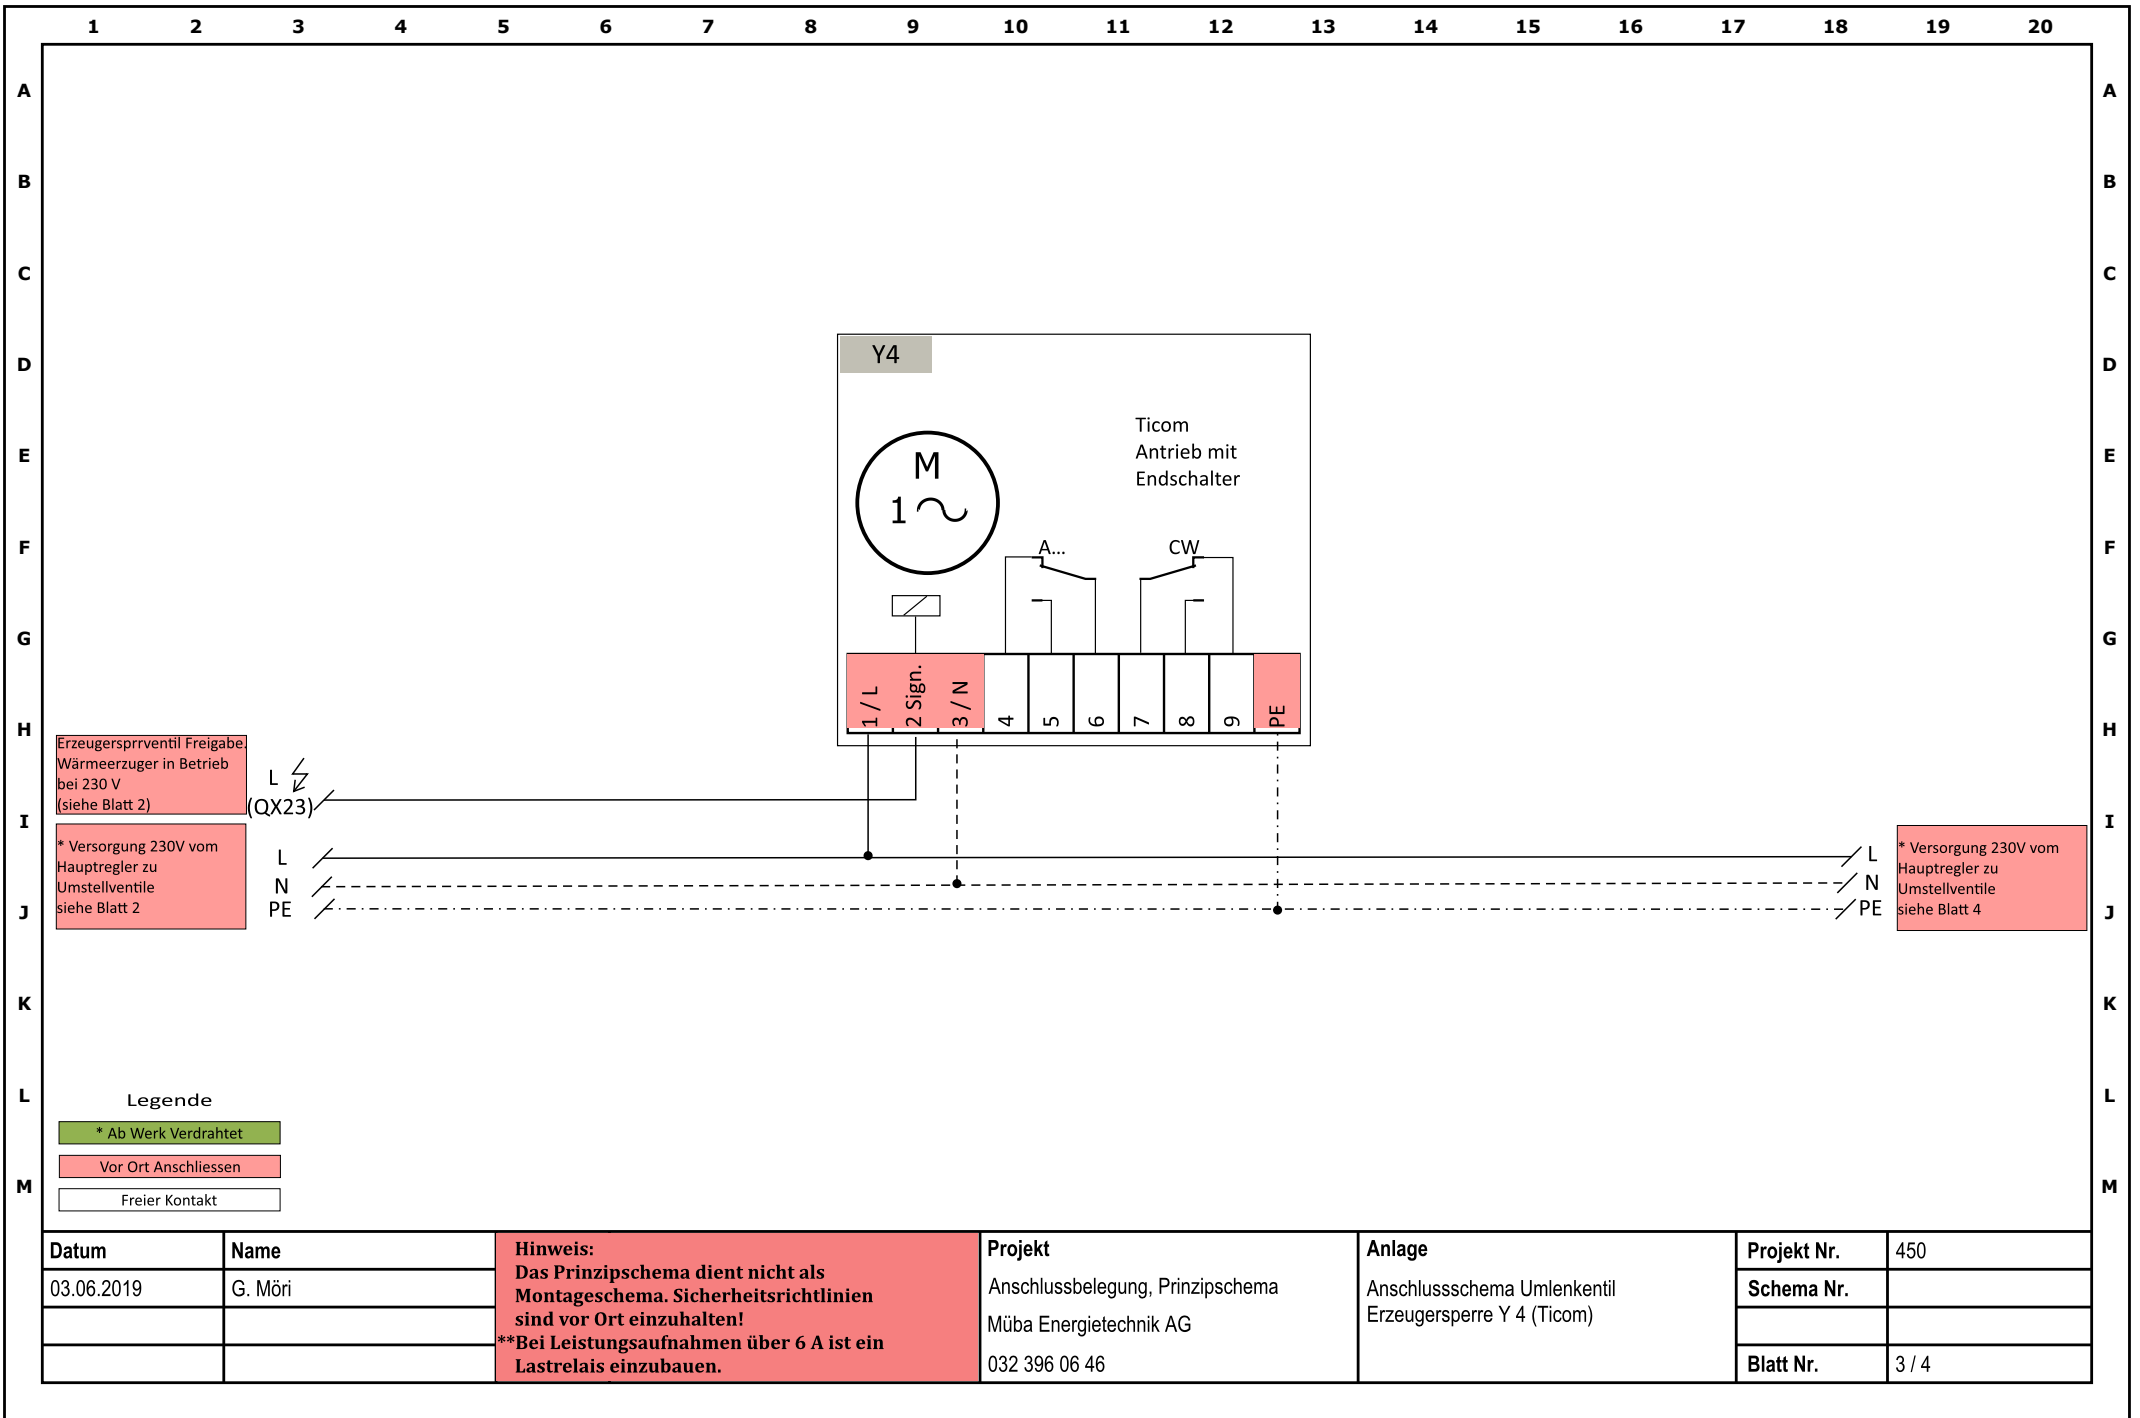 1 2 3 4 5 6 7 8 9 10 11 12 13 14 15 16 17 18 19 20
A A
B B
C C
D D
Y4
E E
Ticom
Antrieb mit
Endschalter
M
1
F F
A...
CW
G G
H H
1 / L
2 Sign.
3 / N
4
5
6
7
8
9
PE
Erzeugersprrventil Freigabe.
Wärmeerzuger in Betrieb
bei 230 V
(siehe Blatt 2)
L
(QX23)
I I
* Versorgung 230V vom
Hauptregler zu
Umstellventile
siehe Blatt 2
L
N
PE
L
N
PE
* Versorgung 230V vom
Hauptregler zu
Umstellventile
siehe Blatt 4
J J
K K
L L
Legende
* Ab Werk Verdrahtet
Vor Ort Anschliessen
Freier Kontakt
M M
Datum
Name
03.06.2019
G. Möri
Hinweis:
Das Prinzipschema dient nicht als
Montageschema. Sicherheitsrichtlinien
sind vor Ort einzuhalten!
**Bei Leistungsaufnahmen über 6 A ist ein
Lastrelais einzubauen.
Projekt
Anschlussbelegung, Prinzipschema
Müba Energietechnik AG
032 396 06 46
Anlage
Anschlussschema Umlenkentil
Erzeugersperre Y 4 (Ticom)
Projekt Nr.
450
Schema Nr.
Blatt Nr.
3 / 4